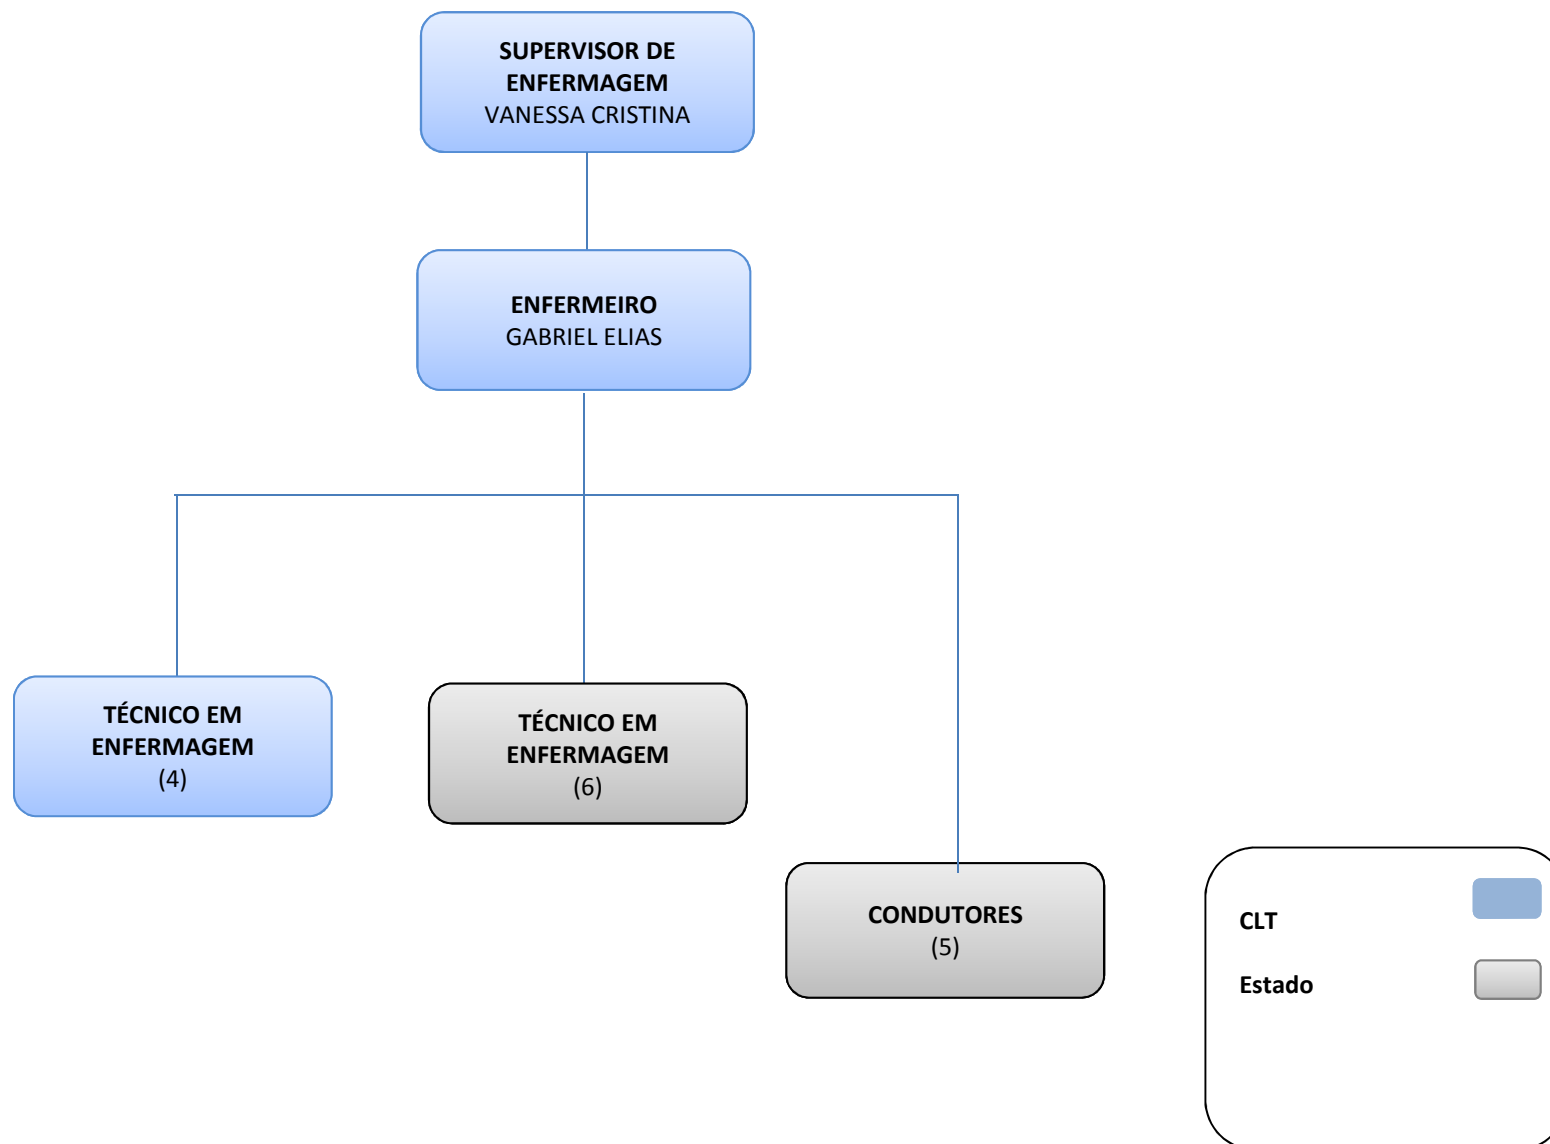 SUPERVISOR DE
ENFERMAGEM
VANESSA CRISTINA
ENFERMEIRO
GABRIEL ELIAS
TÉCNICO EM
ENFERMAGEM
(4)
TÉCNICO EM
ENFERMAGEM
(6)
CONDUTORES
(5)
CLT
Estado